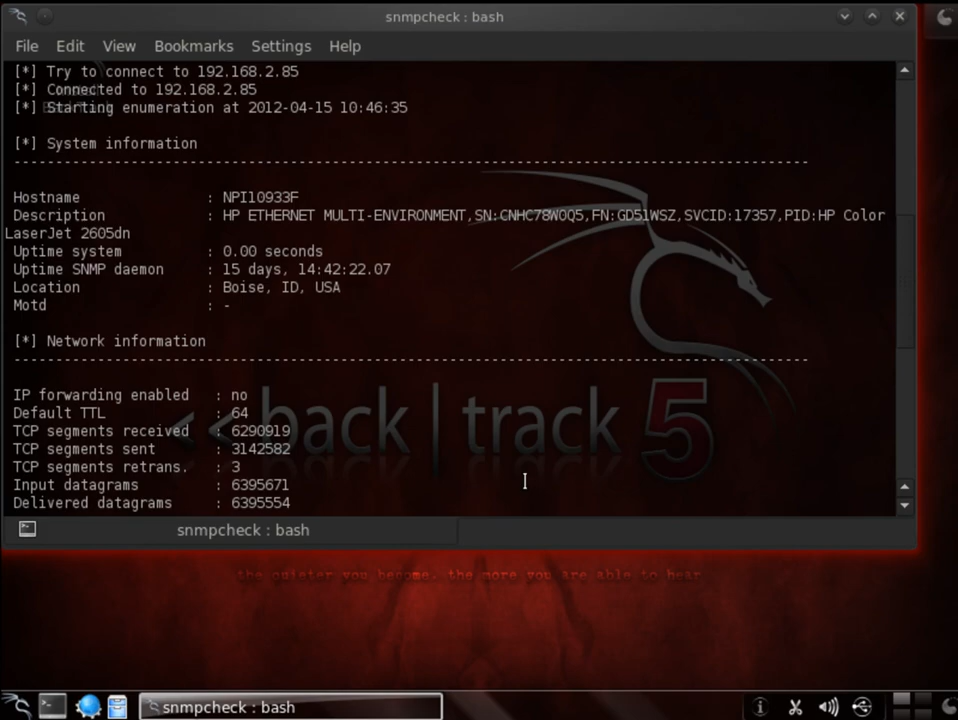 snmpcheck : bash
File Edit View Bookmarks Settings Help
[*] Try to connect to 192.168.2.85
[*] Connected to 192.168.2.85
[*] Starting enumeration at 2012-04-15 10:46:35
[*] System information
--------------------------------------------------------------------------------------------
Hostname : NPI10933F
Description : HP ETHERNET MULTI-ENVIRONMENT,SN:CNHC78W0Q5,FN:GD51WSZ,SVCID:17357,PID:HP Color
LaserJet 2605dn
Uptime system : 0.00 seconds
Uptime SNMP daemon : 15 days, 14:42:22.07
Location : Boise, ID, USA
Motd : -
[*] Network information
--------------------------------------------------------------------------------------------
IP forwarding enabled : no
Default TTL : 64
TCP segments received : 6290919
TCP segments sent : 3142582
TCP segments retrans. : 3
Input datagrams : 6395671
Delivered datagrams : 6395554
<< back | track 5
snmpcheck : bash
the quieter you become, the more you are able to hear
snmpcheck : bash